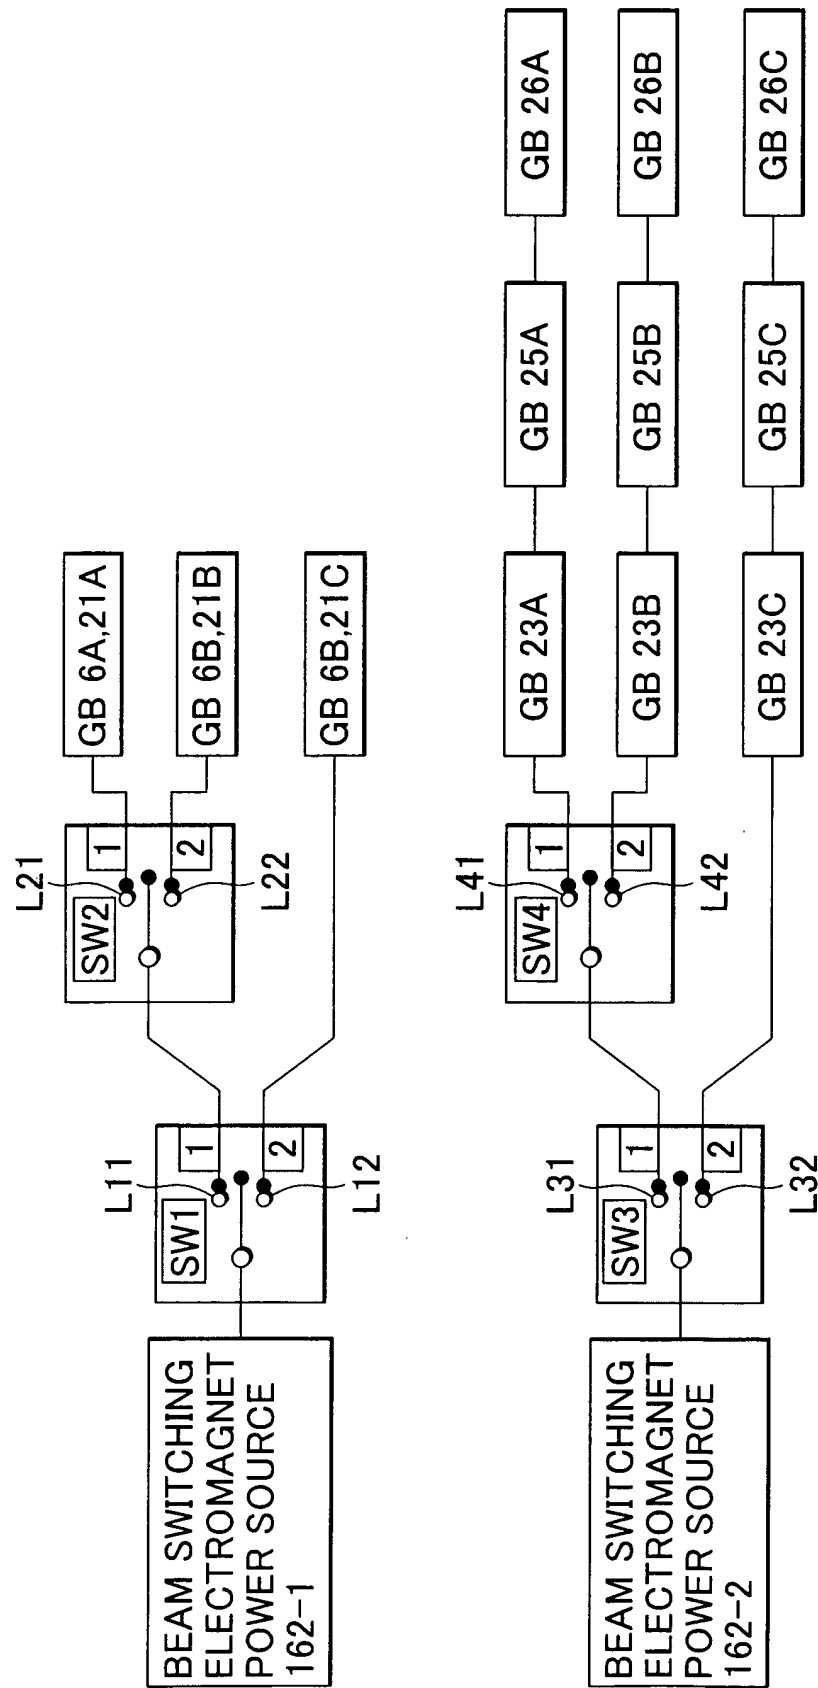 BEAM SWITCHING
ELECTROMAGNET
POWER SOURCE
162-1
SW1
1
2
L11
L12
SW2
1
2
L21
L22
GB 6A,21A
GB 6B,21B
GB 6B,21C
BEAM SWITCHING
ELECTROMAGNET
POWER SOURCE
162-2
SW3
1
2
L31
L32
SW4
1
2
L41
L42
GB 23A
GB 25A
GB 26A
GB 23B
GB 25B
GB 26B
GB 23C
GB 25C
GB 26C